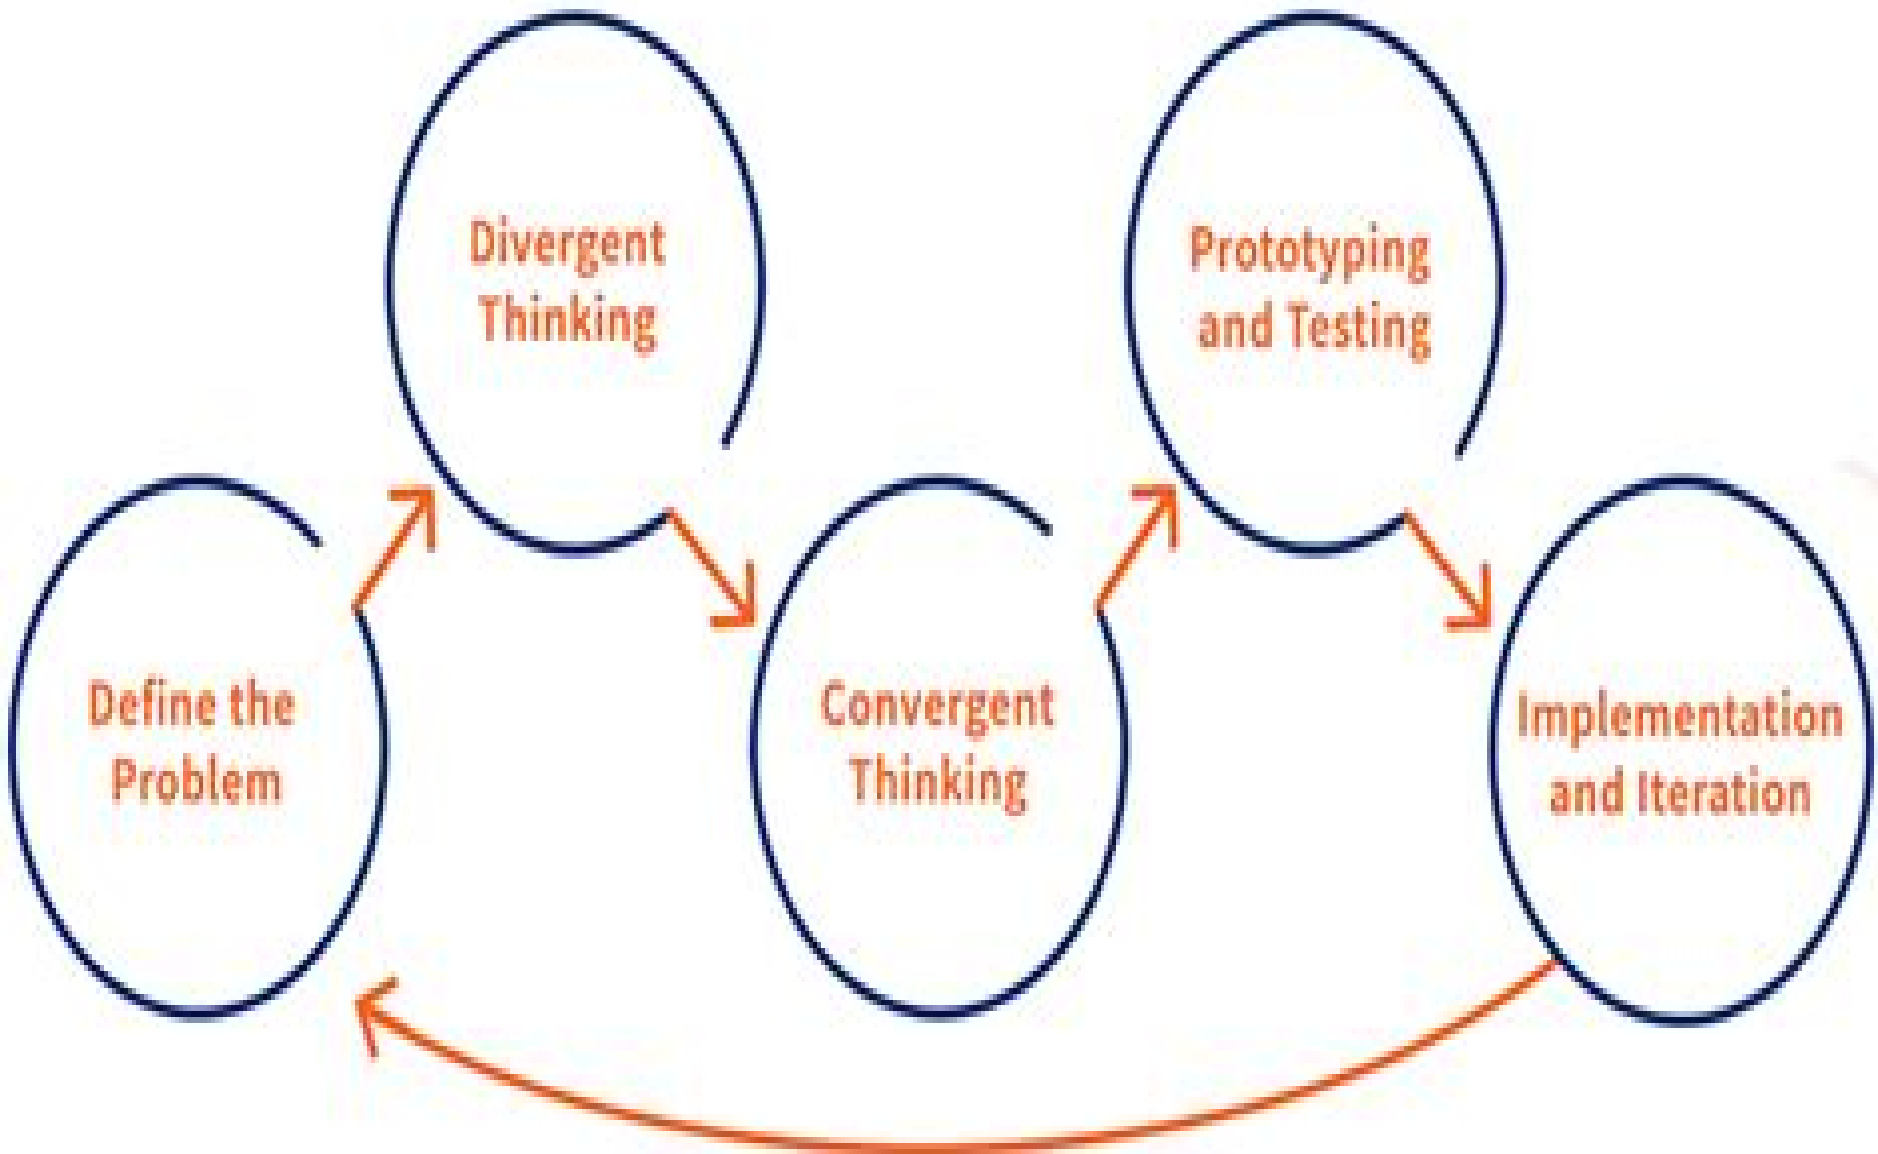 Define the
Problem
Divergent
Thinking
Convergent
Thinking
Prototyping
and Testing
Implementation
and Iteration